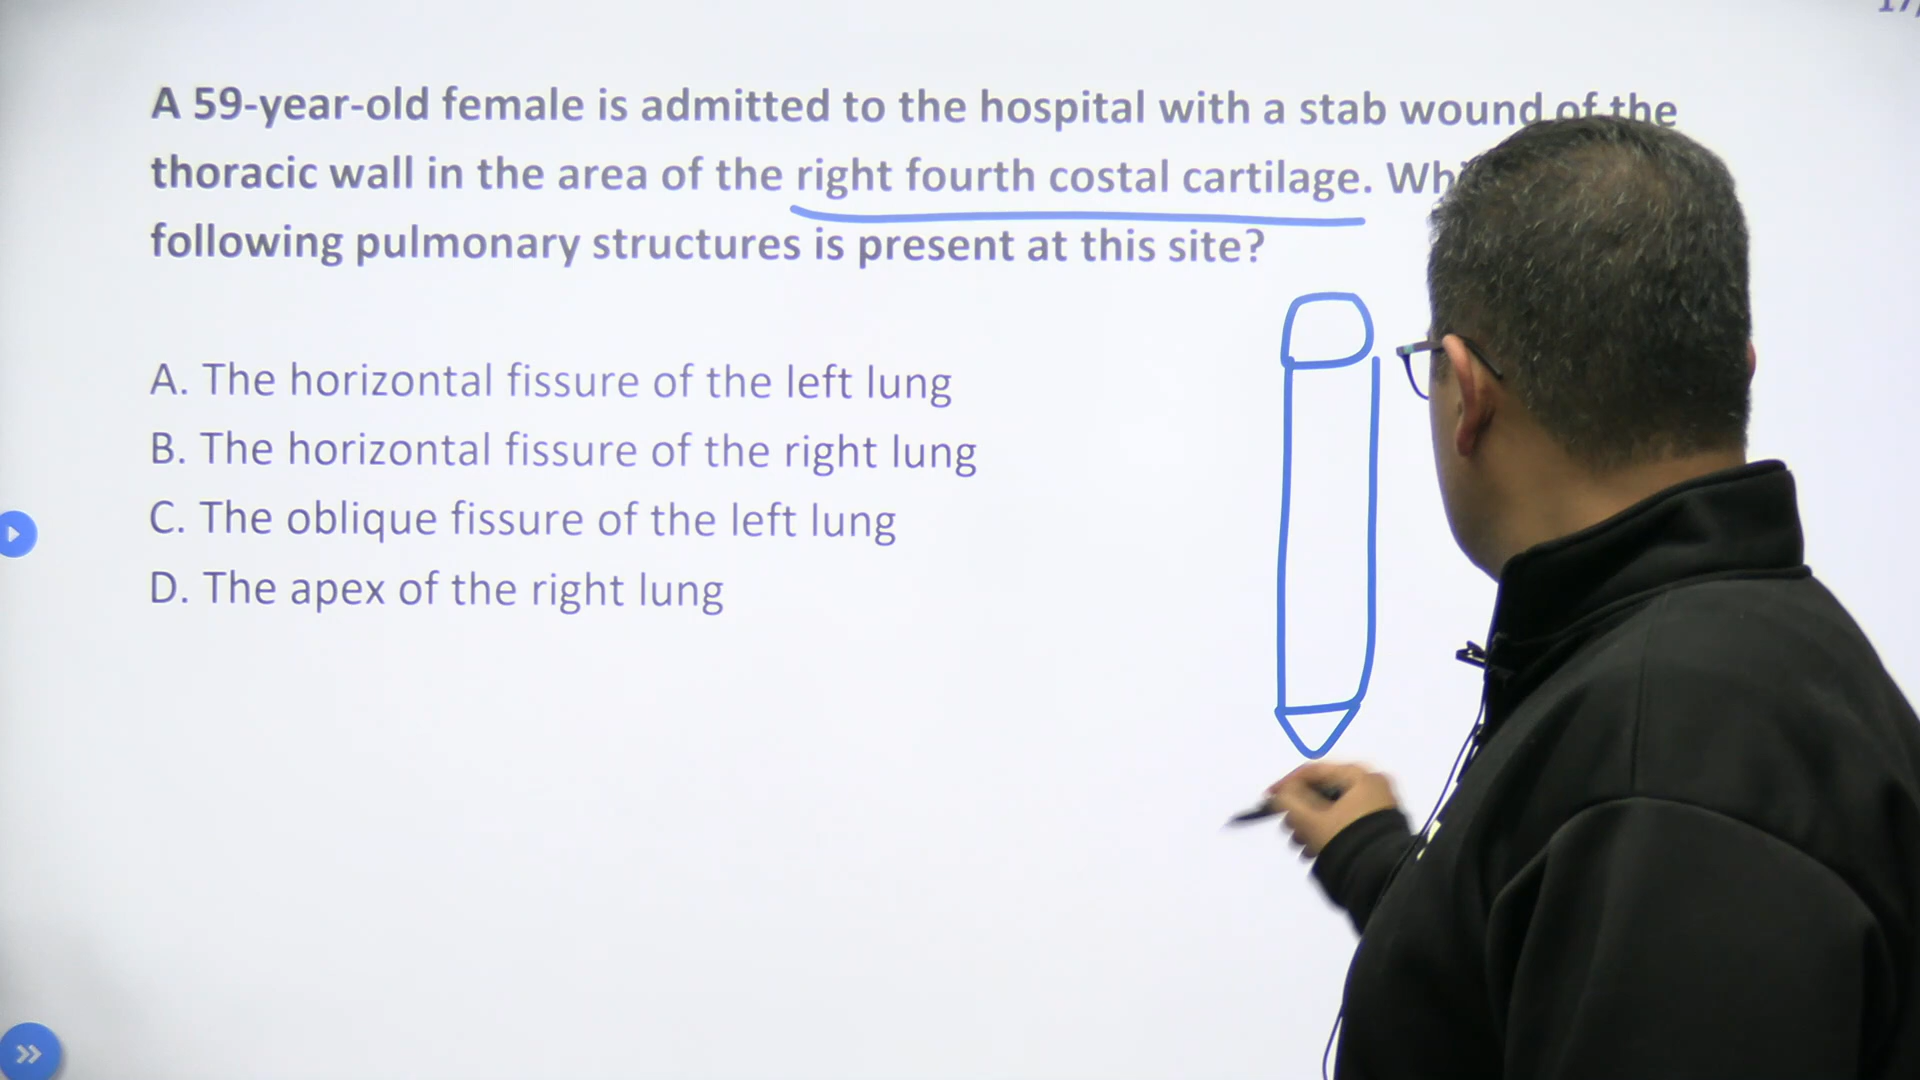 A 59-year-old female is admitted to the hospital with a stab wound of the
thoracic wall in the area of the right fourth costal cartilage.
following pulmonary structures is present at this site?
A. The horizontal fissure of the left lung
B. The horizontal fissure of the right lung
C. The oblique fissure of the left lung
D. The apex of the right lung